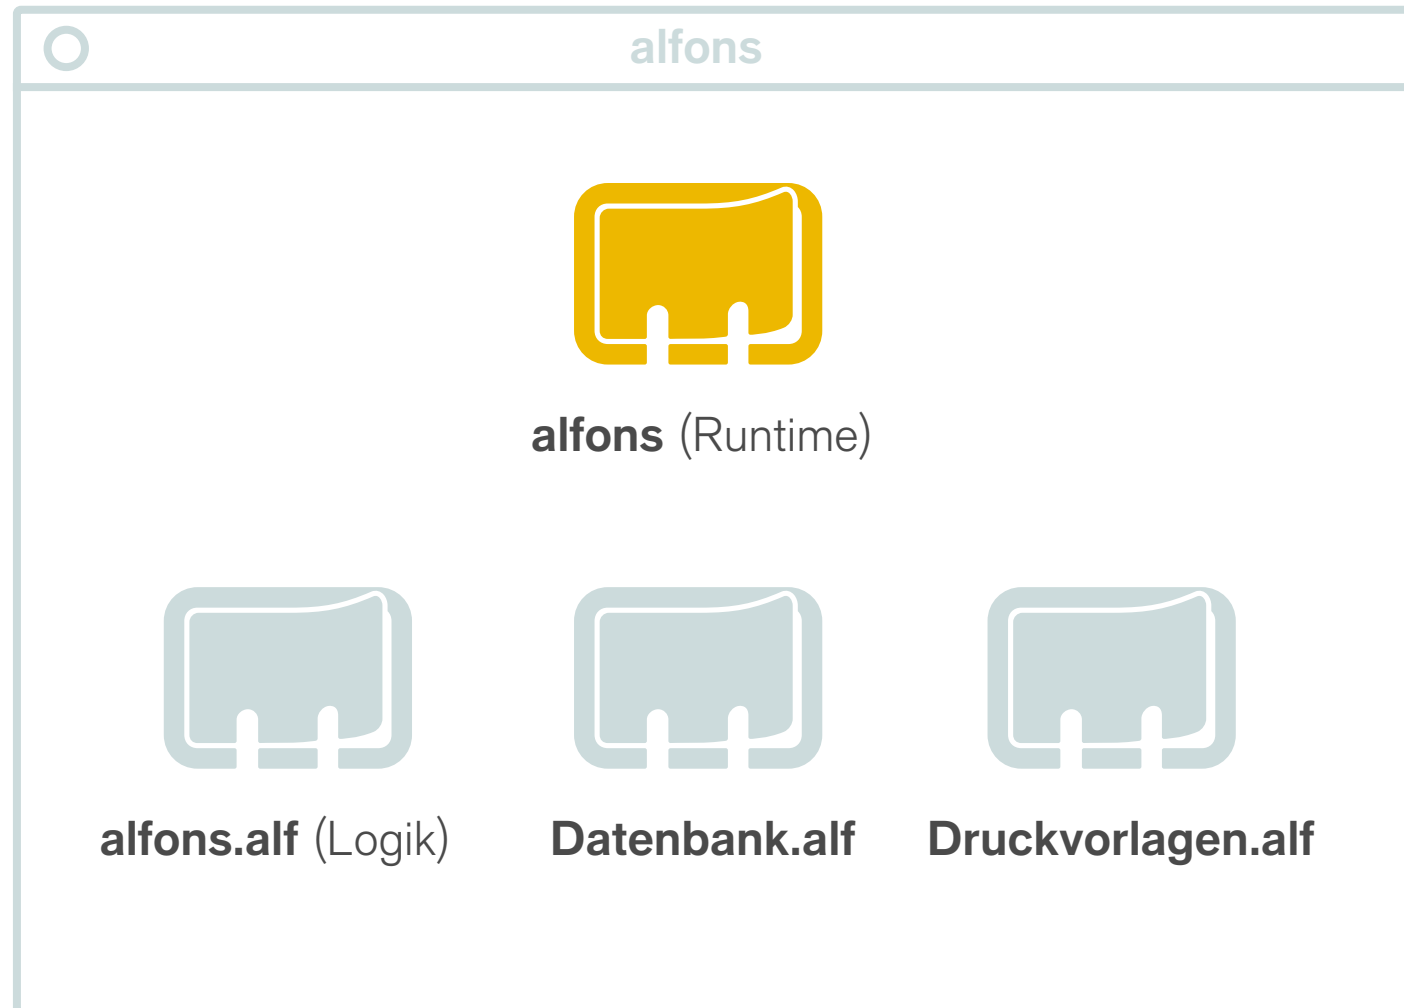 alfons
alfons (Runtime)
alfons.alf (Logik)
Datenbank.alf
Druckvorlagen.alf